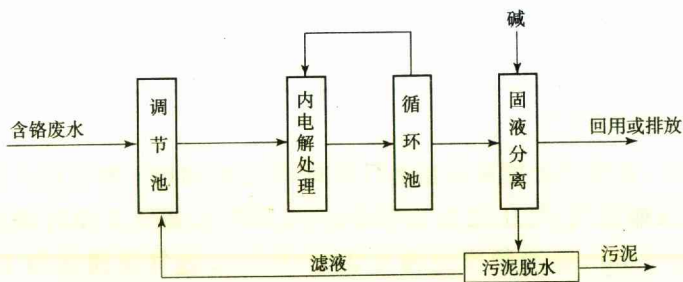 碱
含铬废水
调节池
内电解处理
循环池
固液分离
回用或排放
滤液
污泥脱水
污泥